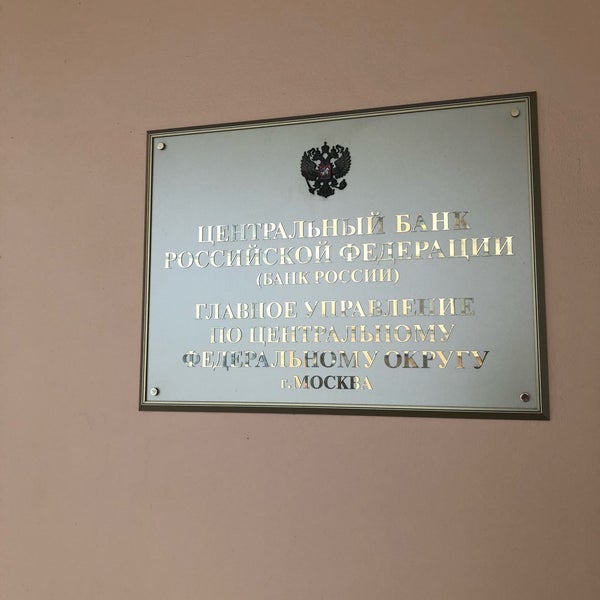 ЦЕНТРАЛЬНЫЙ БАНК
РОССИЙСКОЙ ФЕДЕРАЦИИ
(БАНК РОССИИ)
ГЛАВНОЕ УПРАВЛЕНИЕ
ПО ЦЕНТРАЛЬНОМУ
ФЕДЕРАЛЬНОМУ ОКРУГУ
г. МОСКВА